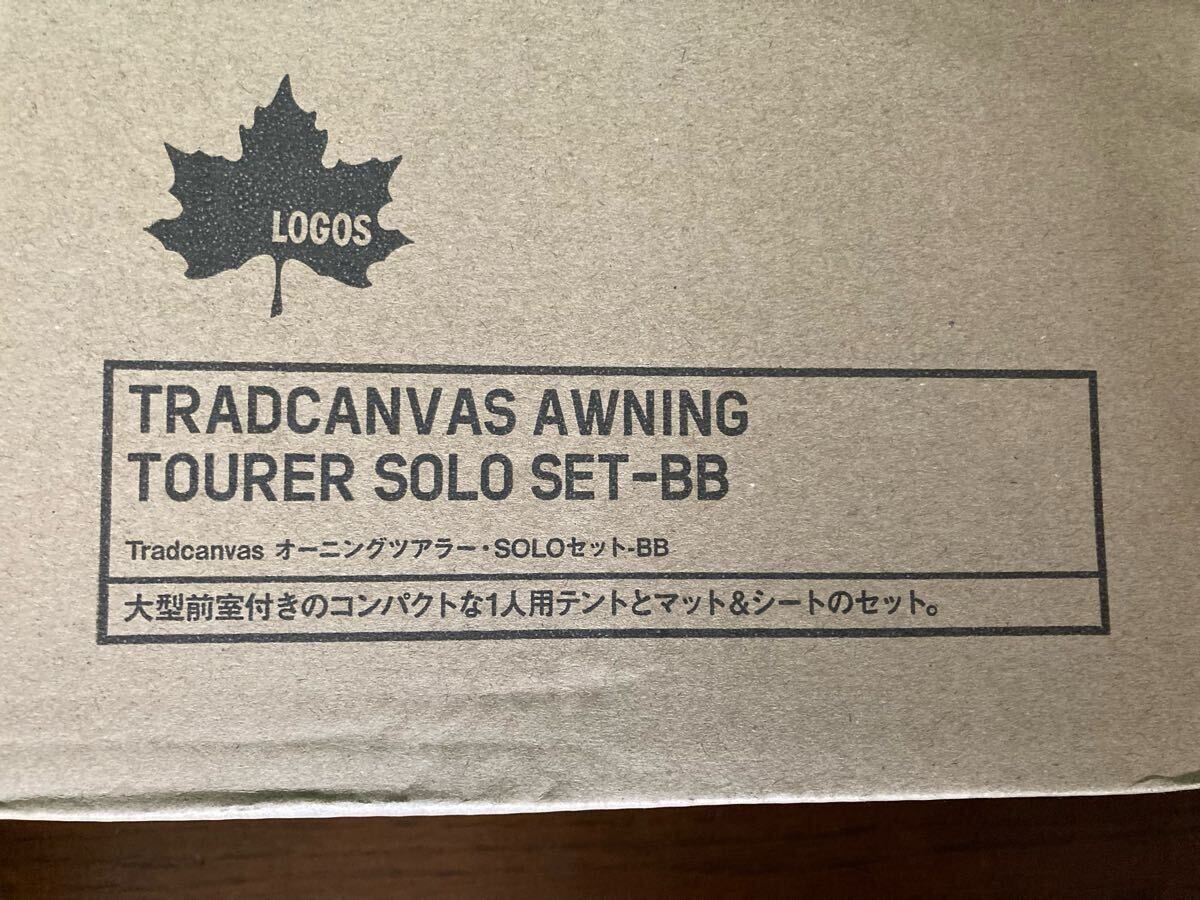 LOGOS
TRADCANVAS AWNING
TOURER SOLO SET-BB
Tradcanvas オーニングツアラー・SOLOセット-BB
大型前室付きのコンパクトな1人用テントとマット&シートのセット。